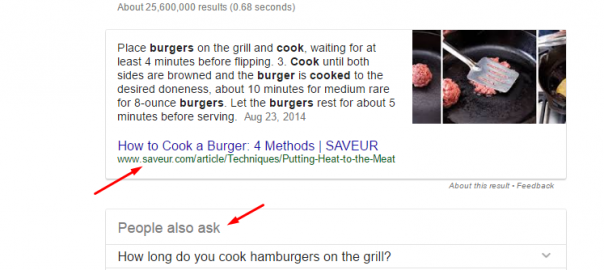 About 25,600,000 results (0.68 seconds)
Place burgers on the grill and cook, waiting for at
least 4 minutes before flipping. 3. Cook until both
sides are browned and the burger is cooked to the
desired doneness, about 10 minutes for medium rare
for 8-ounce burgers. Let the burgers rest for about 5
minutes before serving. Aug 23, 2014
How to Cook a Burger: 4 Methods | SAVEUR
www.saveur.com/article/Techniques/Putting-Heat-to-the-Meat
About this result • Feedback
People also ask
How long do you cook hamburgers on the grill?